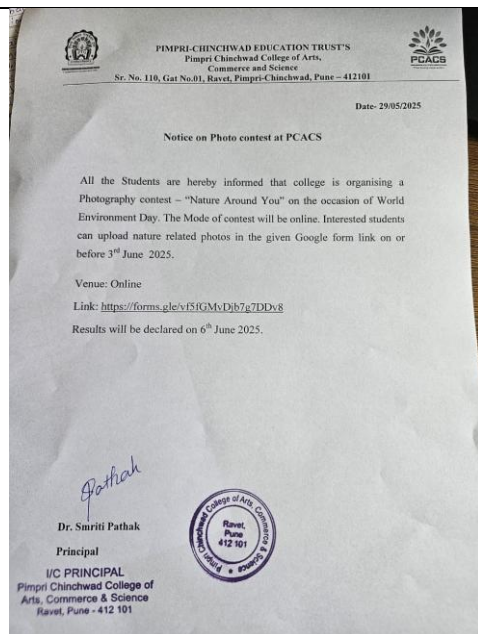 PIMPRI-CHINCHWAD EDUCATION TRUST'S
Pimpri Chinchwad College of Arts,
Commerce and Science
Sr. No. 110, Gat No.01, Ravet, Pimpri-Chinchwad, Pune – 412101
PCACS
Date- 29/05/2025
Notice on Photo contest at PCACS
All the Students are hereby informed that college is organising a
Photography contest – “Nature Around You” on the occasion of World
Environment Day. The Mode of contest will be online. Interested students
can upload nature related photos in the given Google form link on or
before 3rd June 2025.
Venue: Online
Link: https://forms.gle/vf5fGMvDjb7g7DDv8
Results will be declared on 6th June 2025.
Pathak
Dr. Smriti Pathak
Principal
I/C PRINCIPAL
Pimpri Chinchwad College of
Arts, Commerce & Science
Ravet, Pune - 412 101
Pimpri Chinchwad College of Arts, Commerce & Science
Ravet,
Pune
412 101